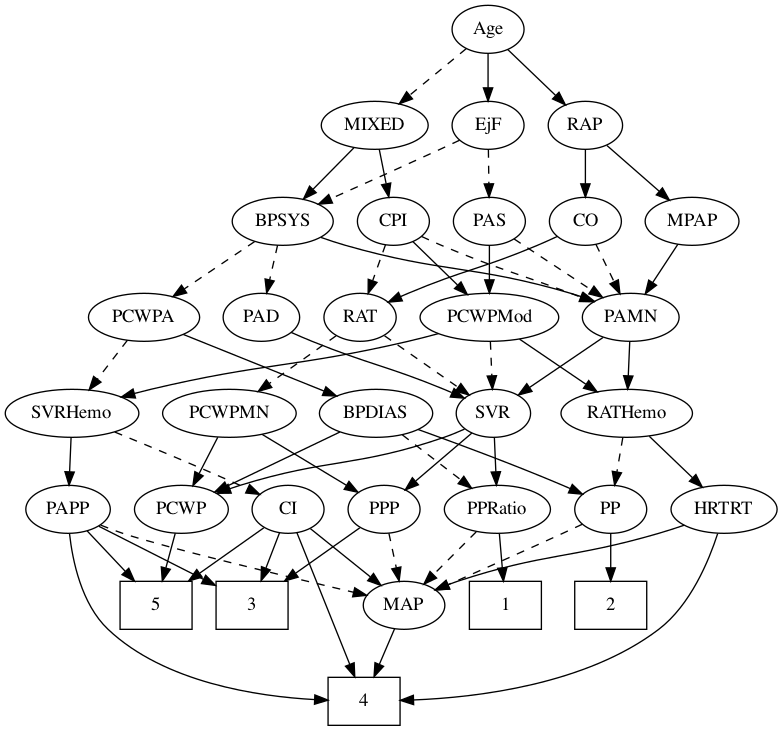 Age
MIXED EjF RAP
BPSYS CPI PAS CO MPAP
PCWPA PAD RAT PCWPMod PAMN
SVRHemo PCWPMN BPDIAS SVR RATHemo
PAPP PCWP CI PPP PPRatio PP HRTRT
5 3 MAP 1 2
4